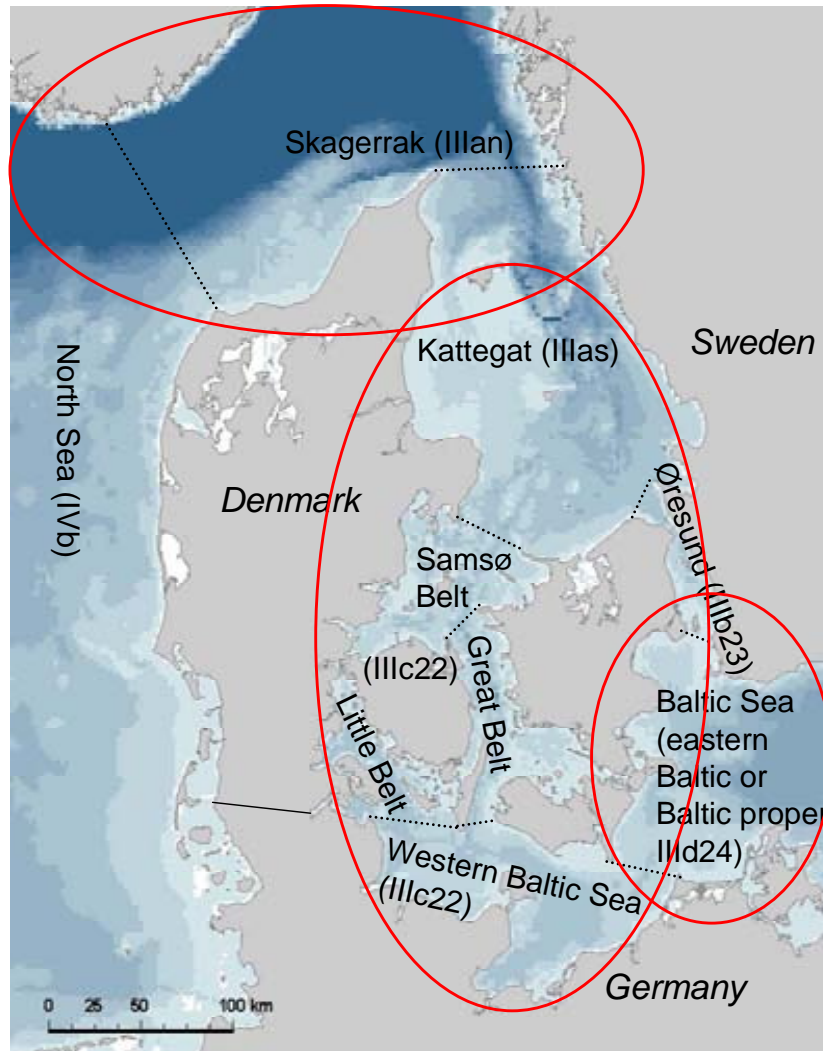 Skagerrak (IIIan)
Kattegat (IIIas)
Sweden
North Sea (IVb)
Denmark
Øresund (IIIb23)
Samsø
Belt
(IIIc22)
Great Belt
Little Belt
Baltic Sea
(eastern
Baltic or
Baltic proper
IIId24)
Western Baltic Sea
(IIIc22)
Germany
0 25 50 100 km